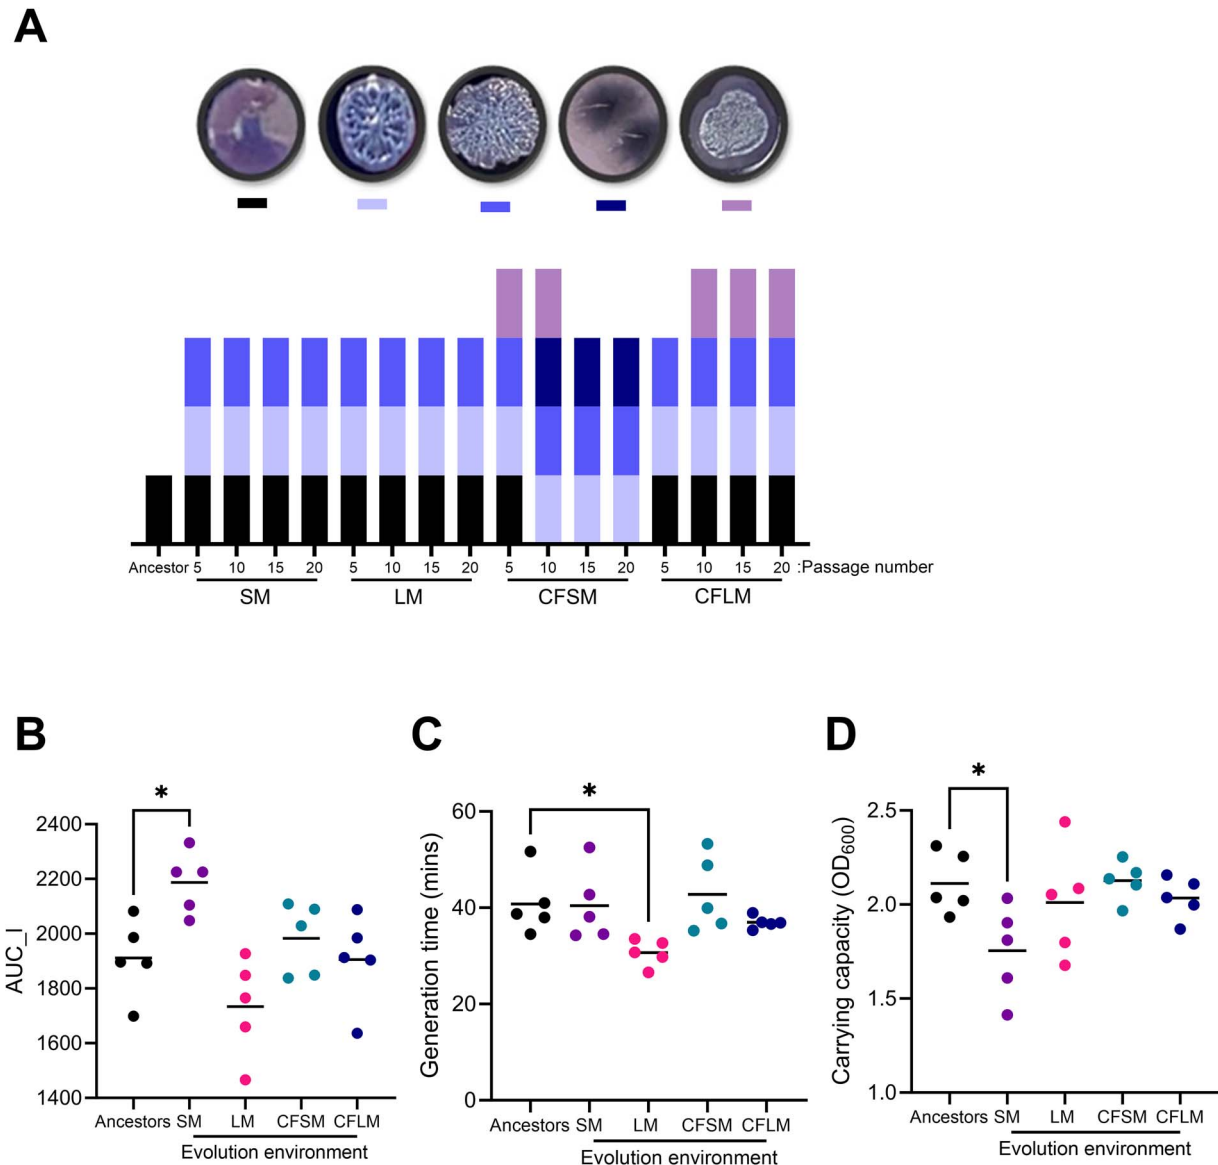 A
Ancestor 5 10 15 20 5 10 15 20 5 10 15 20 5 10 15 20 :Passage number
SM LM CFSM CFLM
B
*
2400
2200
2000
1800
1600
1400
AUC_I
Ancestors SM LM CFSM CFLM
Evolution environment
C
*
60
40
20
0
Generation time (mins)
Ancestors SM LM CFSM CFLM
Evolution environment
D
*
2.5
2.0
1.5
1.0
Carrying capacity (OD600)
Ancestors SM LM CFSM CFLM
Evolution environment